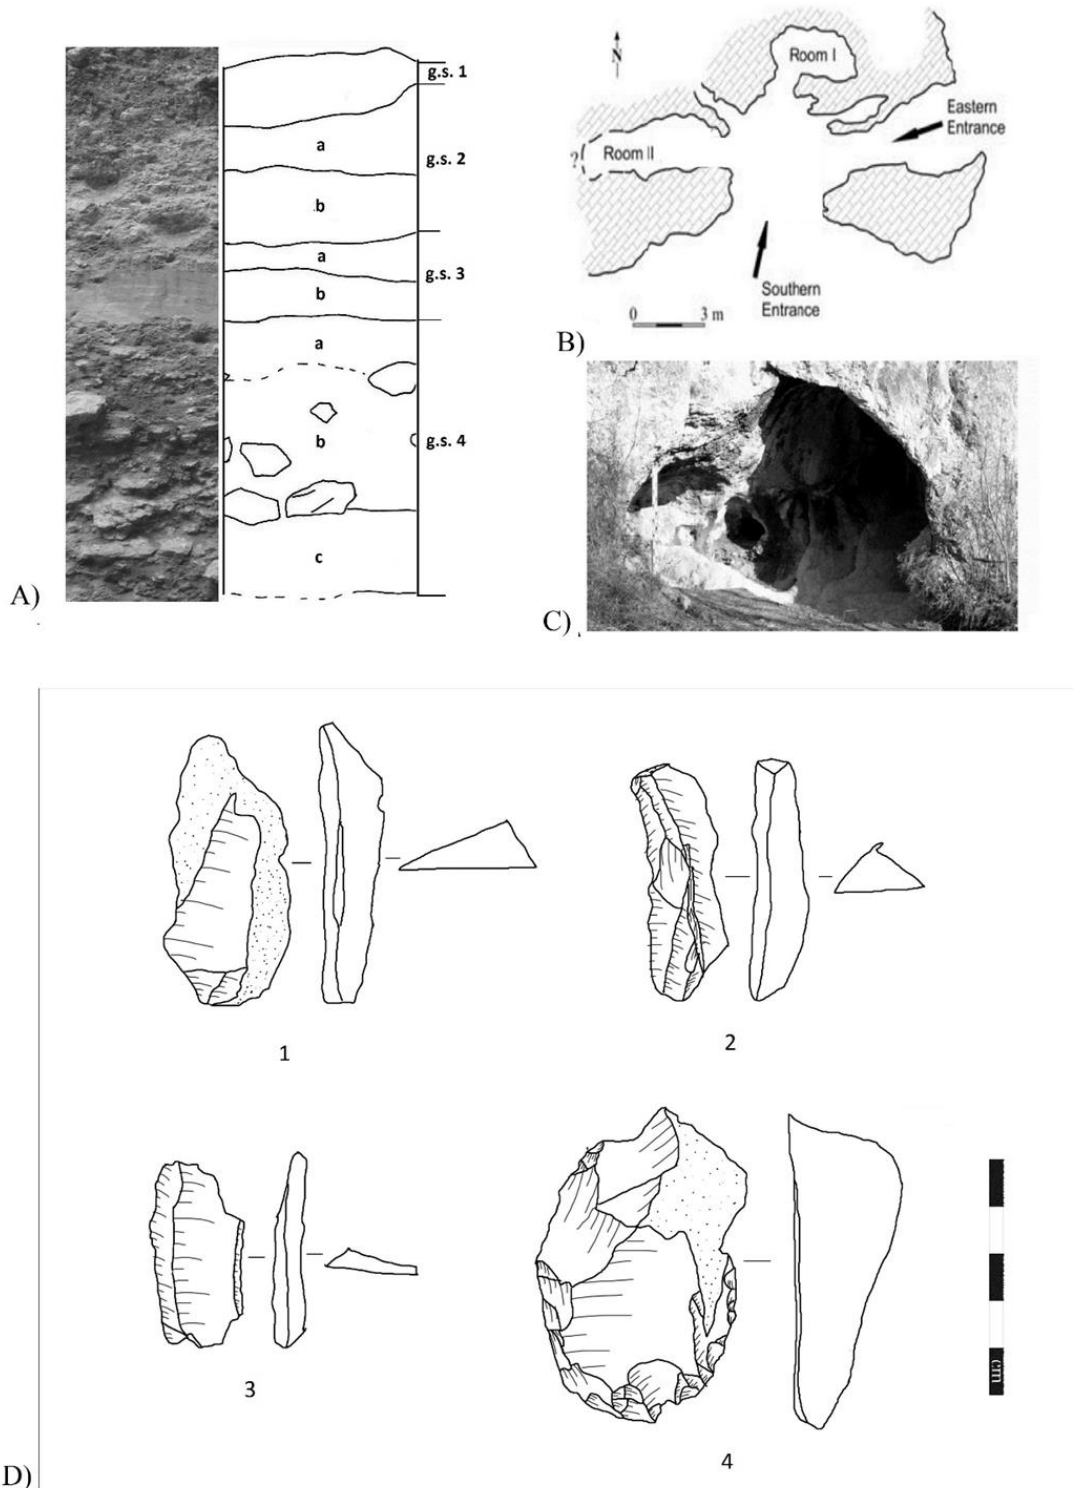 g.s. 1
a
g.s. 2
b
a
g.s. 3
b
a
b
g.s. 4
c
A)
N
Room I
Eastern
Entrance
?
Room II
Southern
Entrance
0 3 m
B)
C)
1
2
3
4
cm
D)